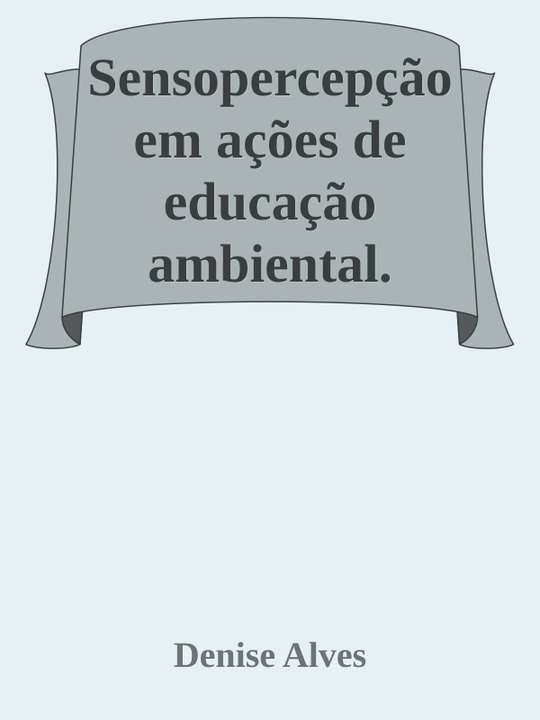 Sensopercepção
em ações de
educação
ambiental.
Denise Alves